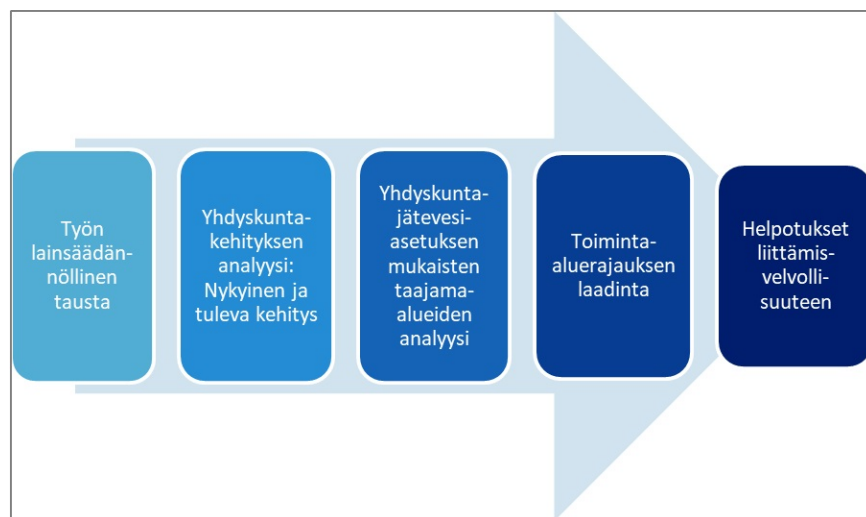 Työn
lainsäädän-
nöllinen
tausta
Yhdyskunta-
kehityksen
analyysi:
Nykyinen ja
tuleva kehitys
Yhdyskunta-
jätevesi-
asetuksen
mukaisten
taajama-
alueiden
analyysi
Toiminta-
aluerajauksen
laadinta
Helpotukset
liittämis-
velvolli-
suuteen